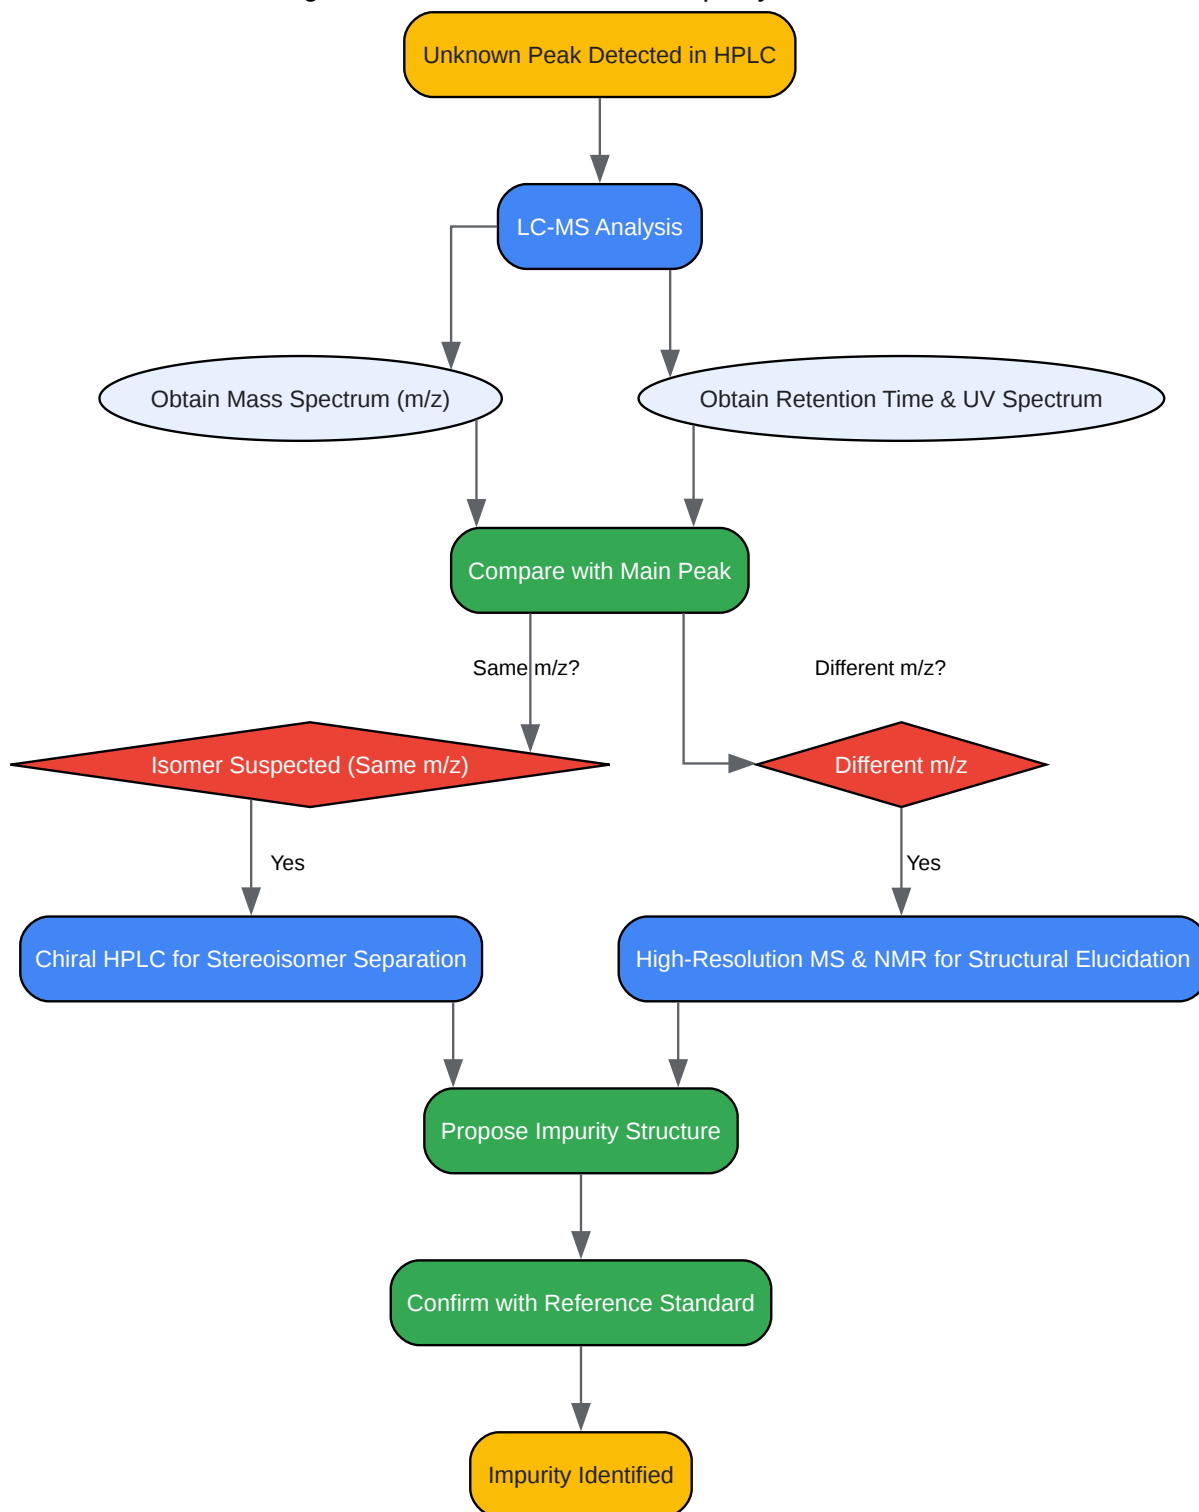 Unknown Peak Detected in HPLC
LC-MS Analysis
Obtain Mass Spectrum (m/z)
Obtain Retention Time & UV Spectrum
Compare with Main Peak
Same m/z?
Different m/z?
Isomer Suspected (Same m/z)
Different m/z
Yes
Yes
Chiral HPLC for Stereoisomer Separation
High-Resolution MS & NMR for Structural Elucidation
Propose Impurity Structure
Confirm with Reference Standard
Impurity Identified